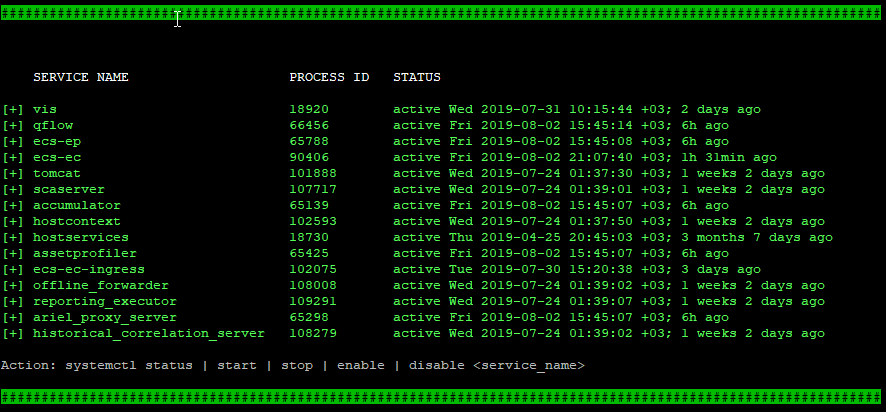 ##############################################################################################################
SERVICE NAME PROCESS ID STATUS
[+] vis 18920 active Wed 2019-07-31 10:15:44 +03; 2 days ago
[+] qflow 66456 active Fri 2019-08-02 15:45:14 +03; 6h ago
[+] ecs-ep 65788 active Fri 2019-08-02 15:45:08 +03; 6h ago
[+] ecs-ec 90406 active Fri 2019-08-02 21:07:40 +03; 1h 31min ago
[+] tomcat 101888 active Wed 2019-07-24 01:37:30 +03; 1 weeks 2 days ago
[+] scaserver 107717 active Wed 2019-07-24 01:39:01 +03; 1 weeks 2 days ago
[+] accumulator 65139 active Fri 2019-08-02 15:45:07 +03; 6h ago
[+] hostcontext 102593 active Wed 2019-07-24 01:37:50 +03; 1 weeks 2 days ago
[+] hostservices 18730 active Thu 2019-04-25 20:45:03 +03; 3 months 7 days ago
[+] assetprofiler 65425 active Fri 2019-08-02 15:45:07 +03; 6h ago
[+] ecs-ec-ingress 102075 active Tue 2019-07-30 15:20:38 +03; 3 days ago
[+] offline_forwarder 108008 active Wed 2019-07-24 01:39:02 +03; 1 weeks 2 days ago
[+] reporting_executor 109291 active Wed 2019-07-24 01:39:07 +03; 1 weeks 2 days ago
[+] ariel_proxy_server 65298 active Fri 2019-08-02 15:45:07 +03; 6h ago
[+] historical_correlation_server 108279 active Wed 2019-07-24 01:39:02 +03; 1 weeks 2 days ago
Action: systemctl status | start | stop | enable | disable <service_name>
##############################################################################################################